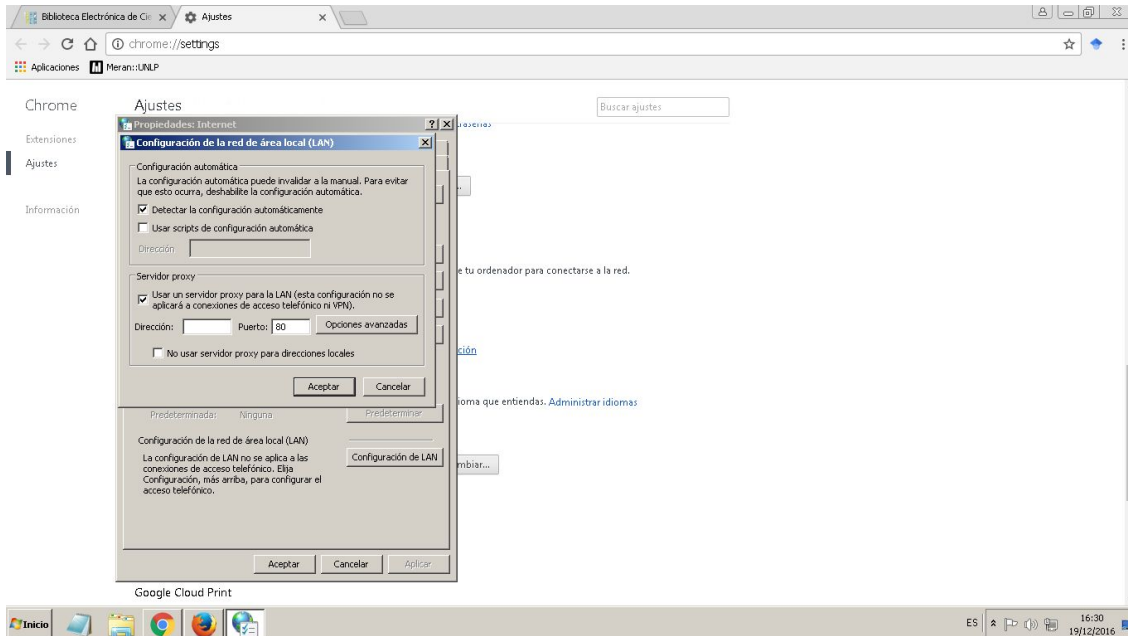 Biblioteca Electrónica de Cie
Ajustes
chrome://settings
Aplicaciones
Meran::UNLP
Chrome
Ajustes
Buscar ajustes
Extensiones
Ajustes
Información
Propiedades: Internet
Configuración de la red de área local (LAN)
Configuración automática
La configuración automática puede invalidar a la manual. Para evitar
que esto ocurra, deshabilite la configuración automática.
Detectar la configuración automáticamente
Usar scripts de configuración automática
Dirección
Servidor proxy
Usar un servidor proxy para la LAN (esta configuración no se
aplicará a conexiones de acceso telefónico ni VPN).
Dirección:
Puerto: 80
Opciones avanzadas
No usar servidor proxy para direcciones locales
Aceptar
Cancelar
e tu ordenador para conectarse a la red.
ción
ioma que entiendas. Administrar idiomas
mbiar...
Predeterminada: Ninguna
Predeterminar
Configuración de la red de área local (LAN)
La configuración de LAN no se aplica a las
conexiones de acceso telefónico. Elija
Configuración, más arriba, para configurar el
acceso telefónico.
Configuración de LAN
Aceptar
Cancelar
Aplicar
Google Cloud Print
Inicio
ES
16:30
19/12/2016